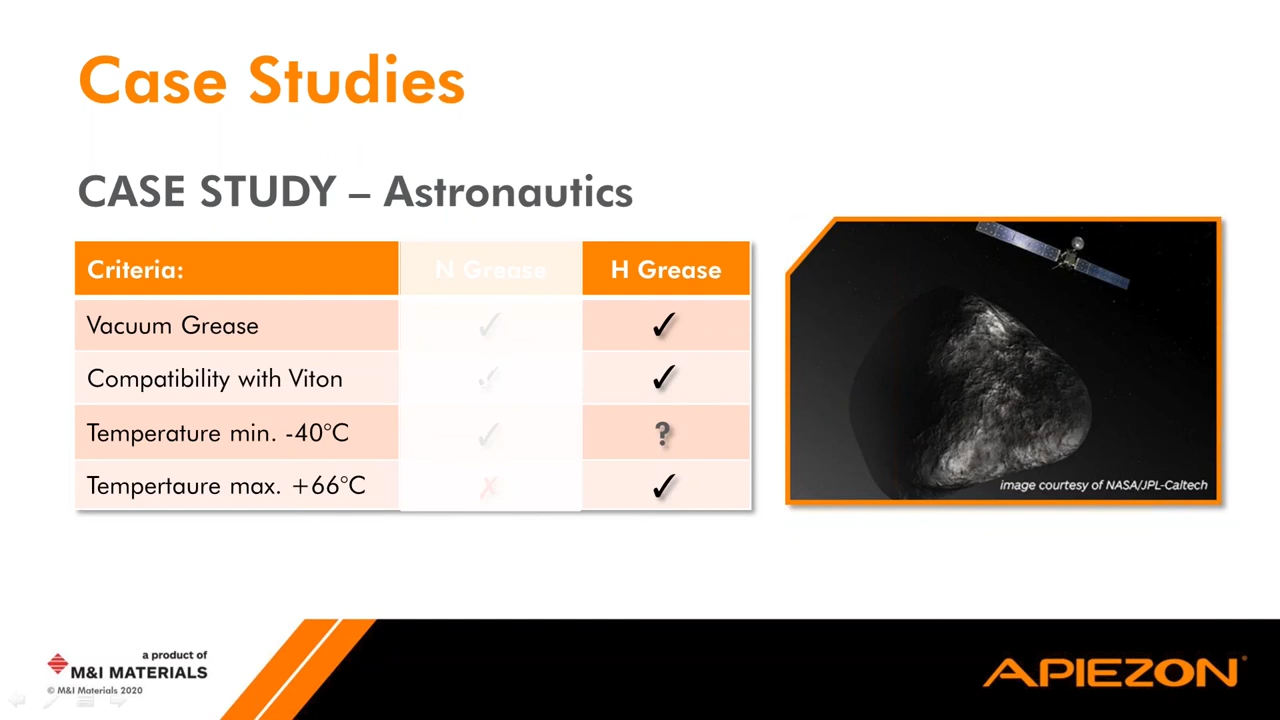 Case Studies
CASE STUDY – Astronautics
Criteria: N Grease H Grease
Vacuum Grease ✓ ✓
Compatibility with Viton ✓ ✓
Temperature min. -40°C ✓ ?
Tempertaure max. +66°C ✗ ✓
image courtesy of NASA/JPL-Caltech
a product of
M&I MATERIALS
© M&I Materials 2020
APIEZON®